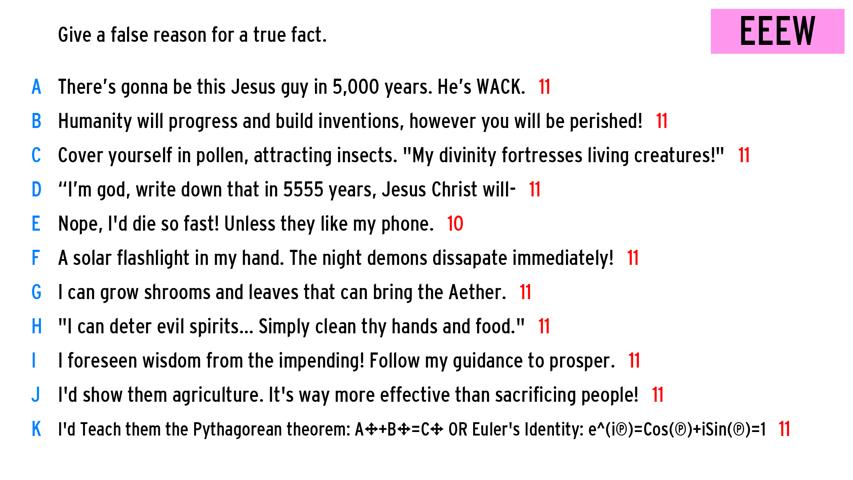 Give a false reason for a true fact.
EEEW
A There's gonna be this Jesus guy in 5,000 years. He's WACK. 11
B Humanity will progress and build inventions, however you will be perished! 11
C Cover yourself in pollen, attracting insects. "My divinity fortresses living creatures!" 11
D “I'm god, write down that in 5555 years, Jesus Christ will- 11
E Nope, I'd die so fast! Unless they like my phone. 10
F A solar flashlight in my hand. The night demons dissapate immediately! 11
G I can grow shrooms and leaves that can bring the Aether. 11
H "I can deter evil spirits... Simply clean thy hands and food." 11
I I foreseen wisdom from the impending! Follow my guidance to prosper. 11
J I'd show them agriculture. It's way more effective than sacrificing people! 11
K I'd Teach them the Pythagorean theorem: A✢+B✢=C✢ OR Euler's Identity: e^(i℗)=Cos(℗)+iSin(℗)=1 11